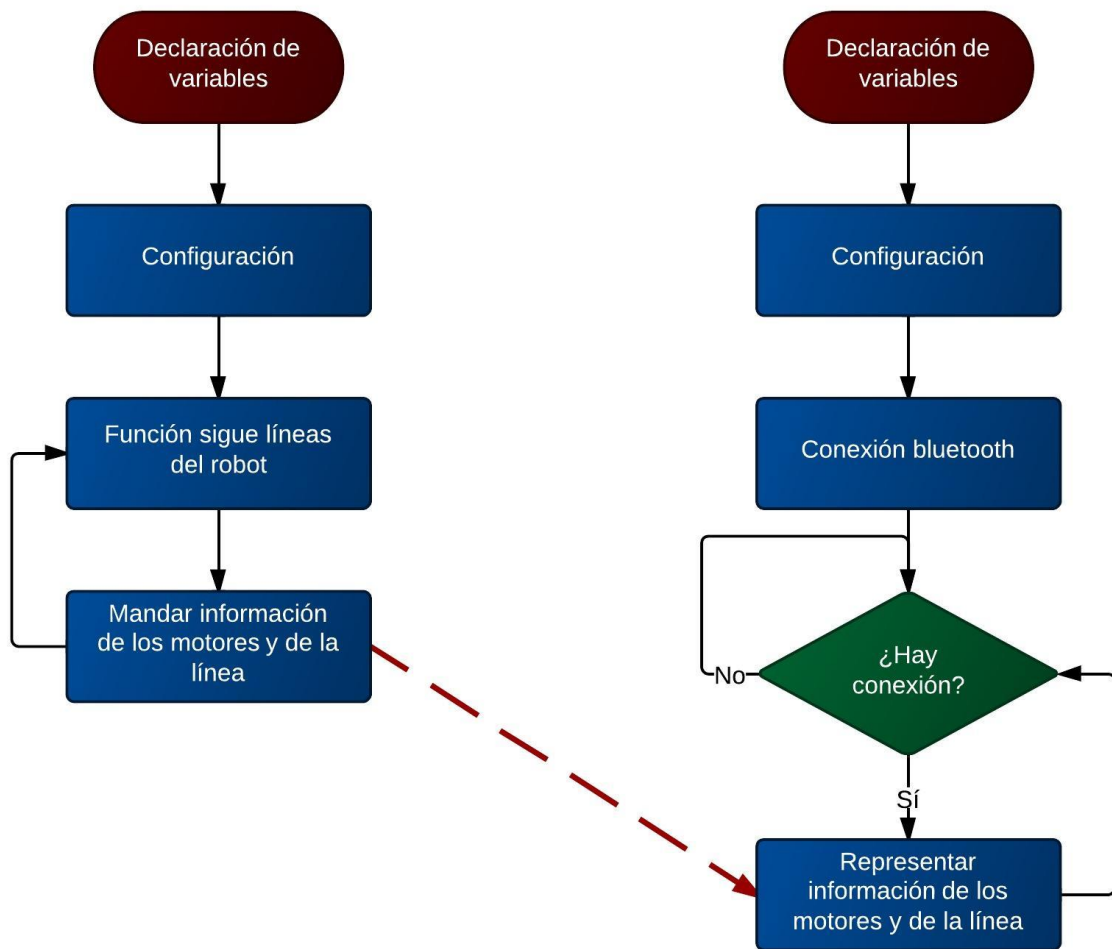 Declaración de
variables
Configuración
Función sigue líneas
del robot
Mandar información
de los motores y de la
línea
Declaración de
variables
Configuración
Conexión bluetooth
¿Hay
conexión?
No
Sí
Representar
información de los
motores y de la línea